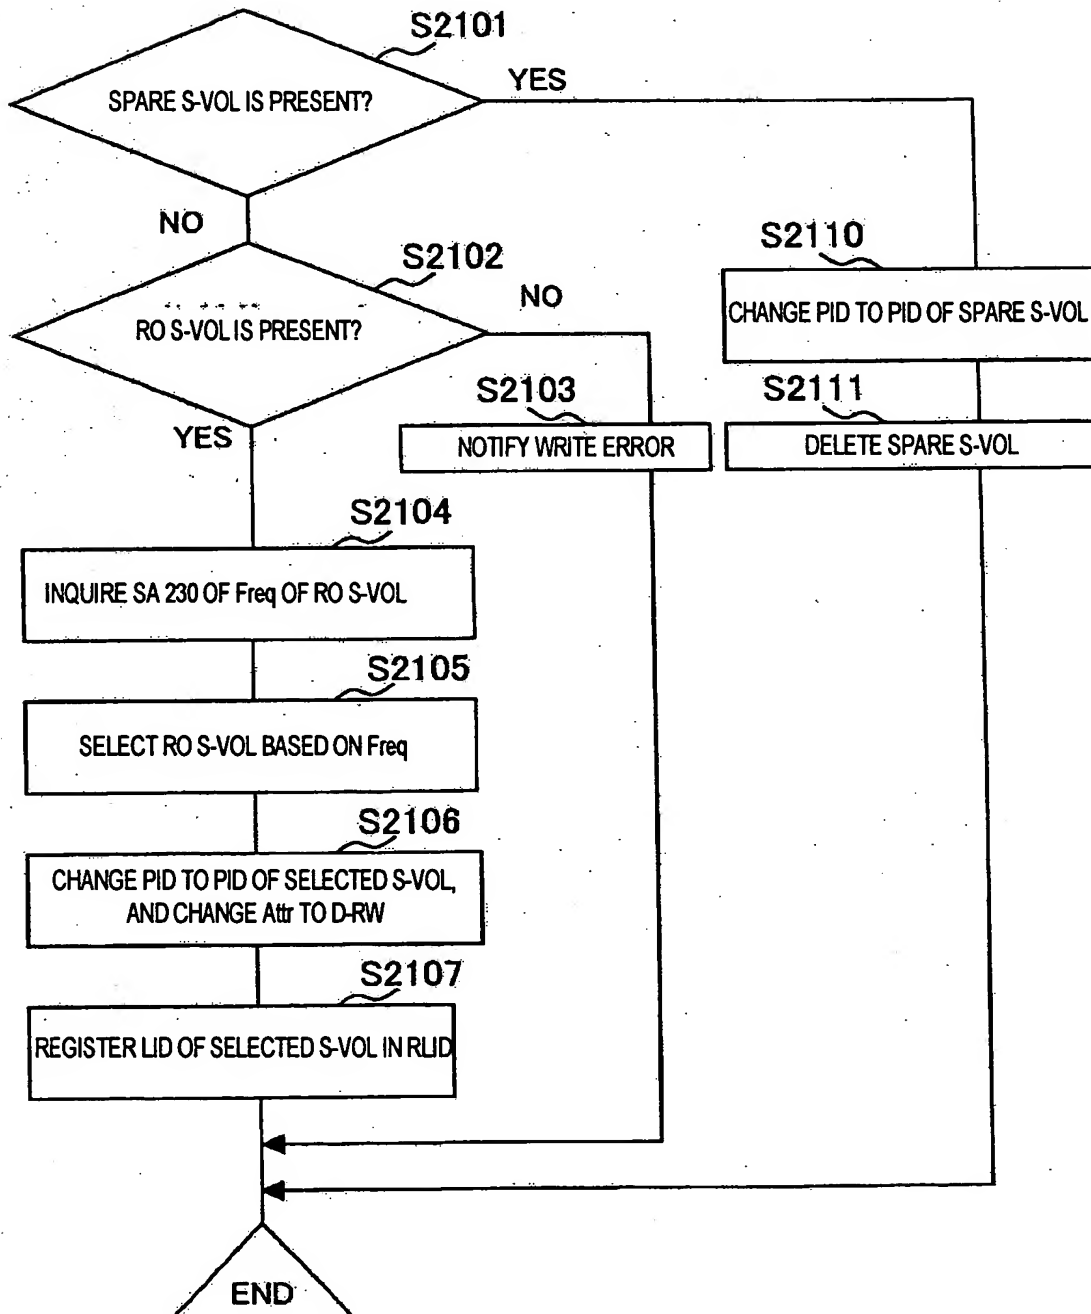 S2101
SPARE S-VOL IS PRESENT?
YES
NO
S2102
RO S-VOL IS PRESENT?
NO
YES
S2110
CHANGE PID TO PID OF SPARE S-VOL
S2103
NOTIFY WRITE ERROR
S2111
DELETE SPARE S-VOL
S2104
INQUIRE SA 230 OF Freq OF RO S-VOL
S2105
SELECT RO S-VOL BASED ON Freq
S2106
CHANGE PID TO PID OF SELECTED S-VOL,
AND CHANGE Attr TO D-RW
S2107
REGISTER LID OF SELECTED S-VOL IN RLID
END